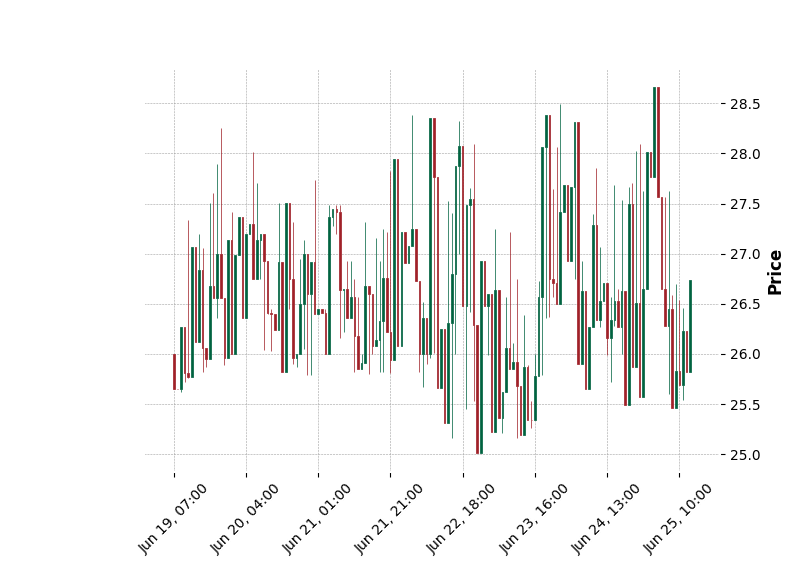 28.5
28.0
27.5
27.0
26.5
26.0
25.5
25.0
Price
Jun 19, 07:00
Jun 20, 04:00
Jun 21, 01:00
Jun 21, 21:00
Jun 22, 18:00
Jun 23, 16:00
Jun 24, 13:00
Jun 25, 10:00